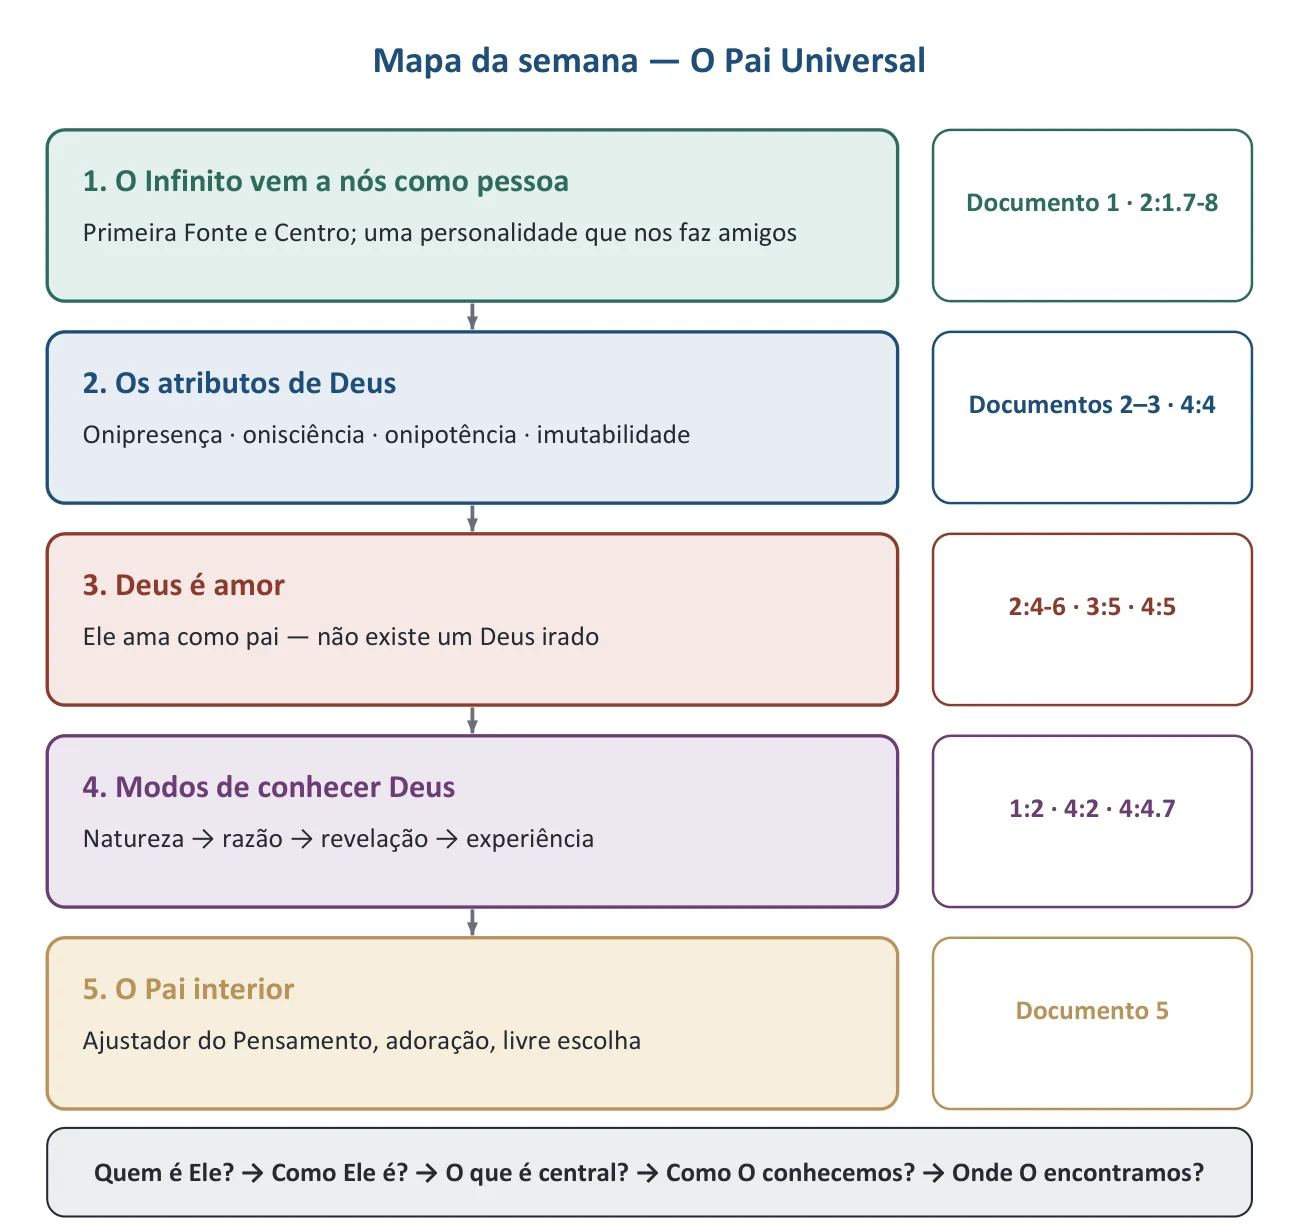 Mapa da semana — O Pai Universal
1. O Infinito vem a nós como pessoa
Primeira Fonte e Centro; uma personalidade que nos faz amigos
Documento 1 · 2:1.7-8
2. Os atributos de Deus
Onipresença · onisciência · onipotência · imutabilidade
Documentos 2–3 · 4:4
3. Deus é amor
Ele ama como pai — não existe um Deus irado
2:4-6 · 3:5 · 4:5
4. Modos de conhecer Deus
Natureza → razão → revelação → experiência
1:2 · 4:2 · 4:4.7
5. O Pai interior
Ajustador do Pensamento, adoração, livre escolha
Documento 5
Quem é Ele? → Como Ele é? → O que é central? → Como O conhecemos? → Onde O encontramos?